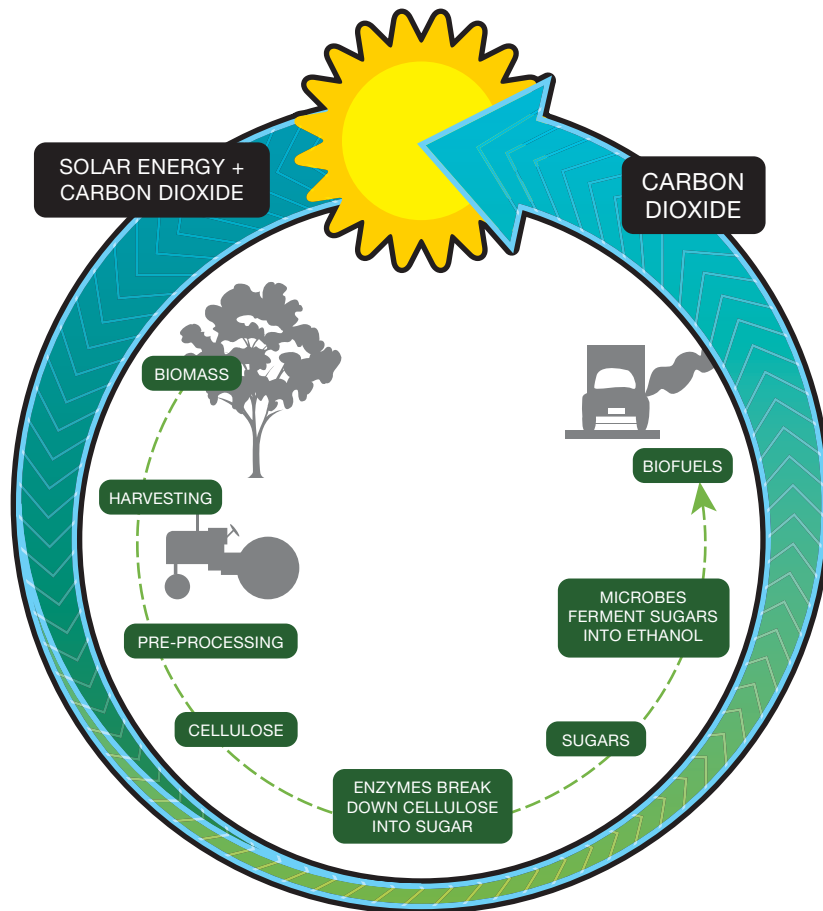 SOLAR ENERGY +
CARBON DIOXIDE
CARBON
DIOXIDE
BIOMASS
HARVESTING
PRE-PROCESSING
CELLULOSE
ENZYMES BREAK
DOWN CELLULOSE
INTO SUGAR
SUGARS
MICROBES
FERMENT SUGARS
INTO ETHANOL
BIOFUELS